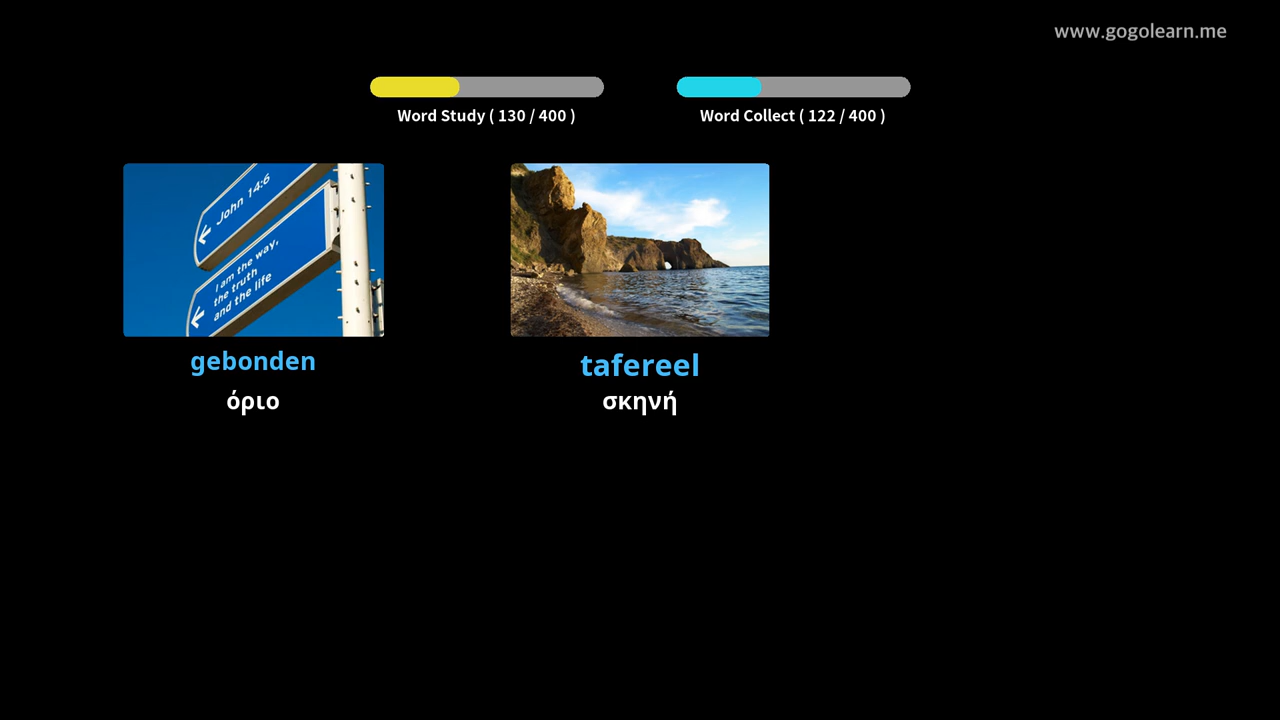 www.gogolearn.me
Word Study ( 130 / 400 )
Word Collect ( 122 / 400 )
John 14:6
I am the way,
the truth
and the life
gebonden
όριο
tafereel
σκηνή